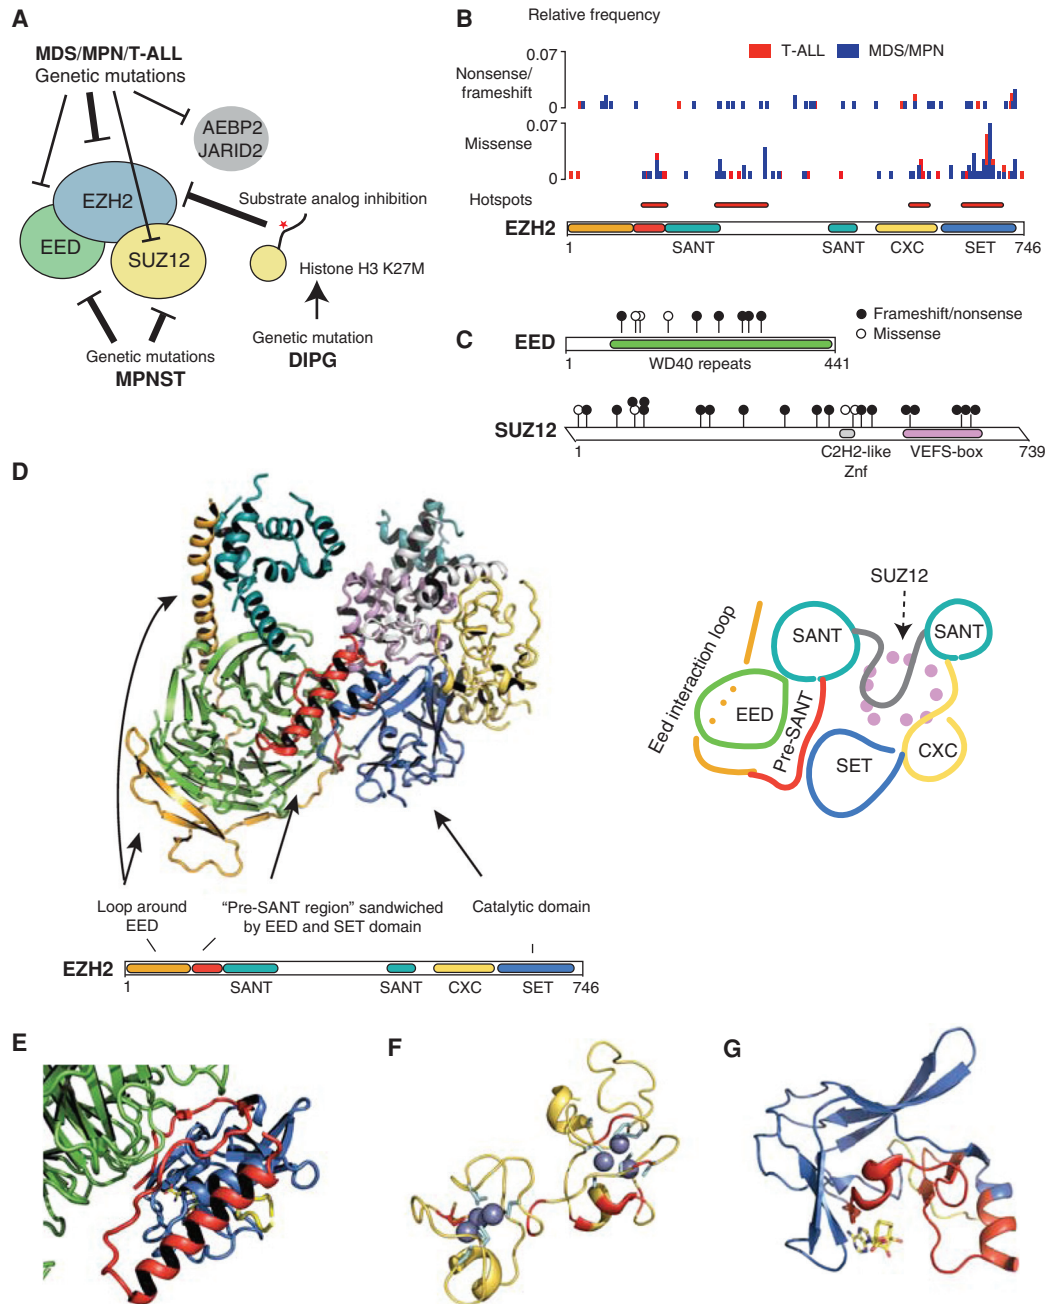 A
MDS/MPN/T-ALL
Genetic mutations
AEBP2
JARID2
EZH2
EED
SUZ12
Substrate analog inhibition
Histone H3 K27M
Genetic mutation
DIPG
Genetic mutations
MPNST
B
Relative frequency
T-ALL
MDS/MPN
0.07
Nonsense/
frameshift
0
0.07
Missense
0
Hotspots
EZH2
1
SANT
SANT
CXC
SET
746
C
EED
1
WD40 repeats
441
Frameshift/nonsense
Missense
SUZ12
1
C2H2-like
Znf
VEFS-box
739
D
Loop around
EED
"Pre-SANT region" sandwiched
by EED and SET domain
Catalytic domain
EZH2
1
SANT
SANT
CXC
SET
746
SUZ12
SANT
SANT
Eed interaction loop
EED
Pre-SANT
SET
CXC
E
F
G